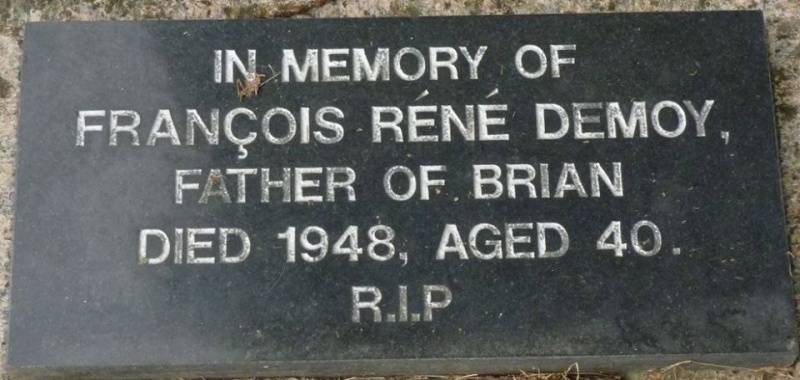 IN MEMORY OF
FRANÇOIS RÉNÉ DEMOY,
FATHER OF BRIAN
DIED 1948, AGED 40.
R.I.P